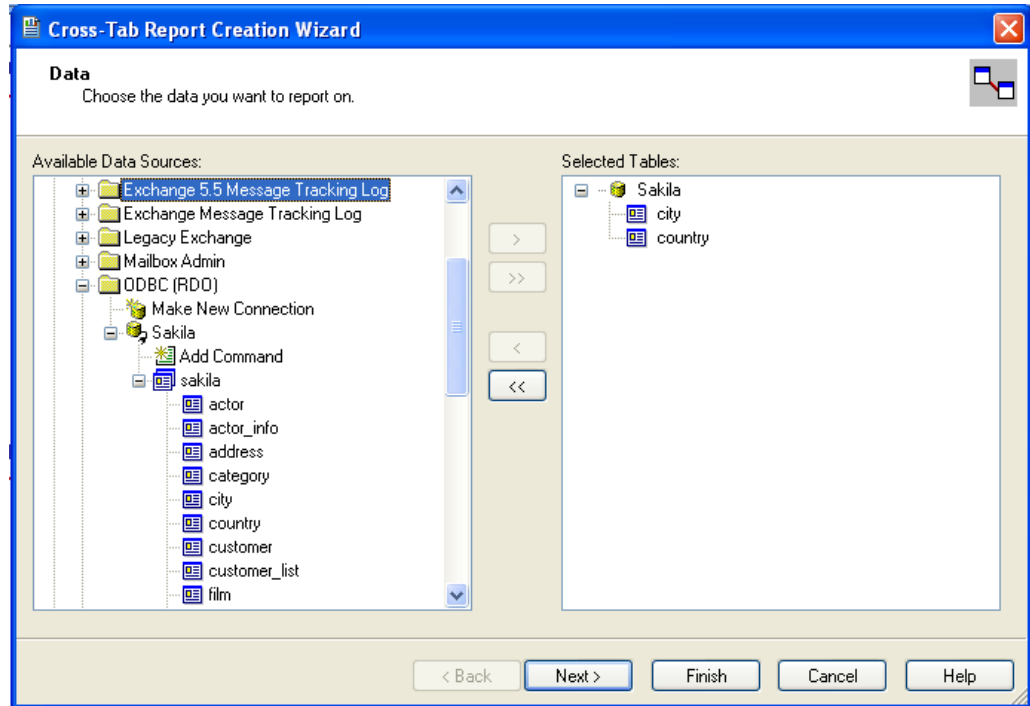 Cross-Tab Report Creation Wizard
Data
Choose the data you want to report on.
Available Data Sources:
Exchange 5.5 Message Tracking Log
Exchange Message Tracking Log
Legacy Exchange
Mailbox Admin
ODBC (RDO)
Make New Connection
Sakila
Add Command
sakila
actor
actor_info
address
category
city
country
customer
customer_list
film
>
>>
<
<<
Selected Tables:
Sakila
city
country
< Back
Next >
Finish
Cancel
Help